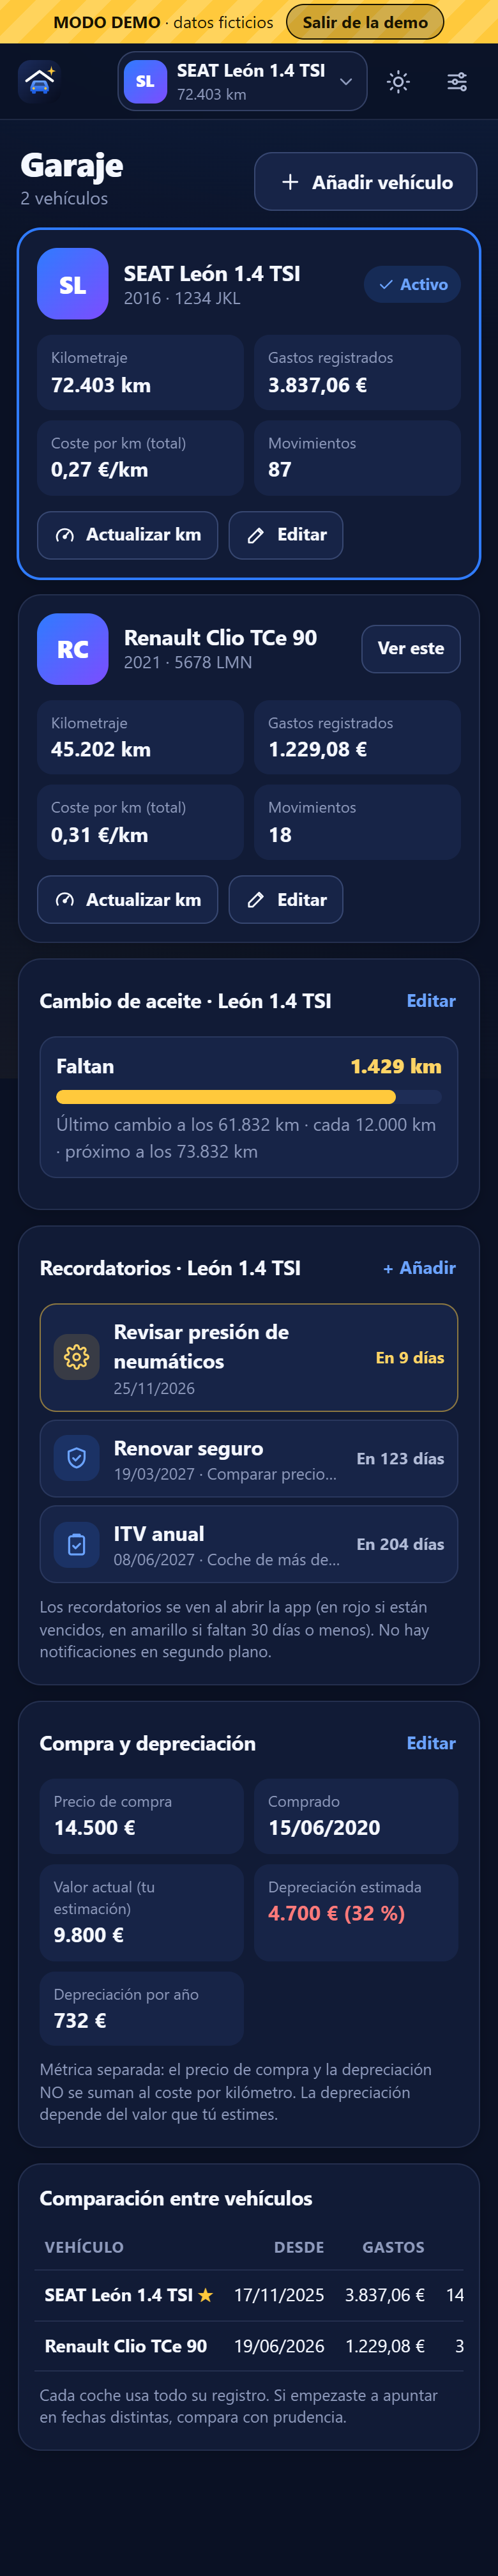 MODO DEMO · datos ficticios
Salir de la demo
SL
SEAT León 1.4 TSI
72.403 km
Garaje
2 vehículos
Añadir vehículo
SL
SEAT León 1.4 TSI
2016 · 1234 JKL
Activo
Kilometraje
72.403 km
Gastos registrados
3.837,06 €
Coste por km (total)
0,27 €/km
Movimientos
87
Actualizar km
Editar
RC
Renault Clio TCe 90
2021 · 5678 LMN
Ver este
Kilometraje
45.202 km
Gastos registrados
1.229,08 €
Coste por km (total)
0,31 €/km
Movimientos
18
Actualizar km
Editar
Cambio de aceite · León 1.4 TSI
Editar
Faltan
1.429 km
Último cambio a los 61.832 km · cada 12.000 km
· próximo a los 73.832 km
Recordatorios · León 1.4 TSI
+ Añadir
Revisar presión de
neumáticos
25/11/2026
En 9 días
Renovar seguro
19/03/2027 · Comparar precio...
En 123 días
ITV anual
08/06/2027 · Coche de más de...
En 204 días
Los recordatorios se ven al abrir la app (en rojo si están
vencidos, en amarillo si faltan 30 días o menos). No hay
notificaciones en segundo plano.
Compra y depreciación
Editar
Precio de compra
14.500 €
Comprado
15/06/2020
Valor actual (tu
estimación)
9.800 €
Depreciación estimada
4.700 € (32 %)
Depreciación por año
732 €
Métrica separada: el precio de compra y la depreciación
NO se suman al coste por kilómetro. La depreciación
depende del valor que tú estimes.
Comparación entre vehículos
VEHÍCULO DESDE GASTOS
SEAT León 1.4 TSI ★ 17/11/2025 3.837,06 € 14
Renault Clio TCe 90 19/06/2026 1.229,08 € 3
Cada coche usa todo su registro. Si empezaste a apuntar
en fechas distintas, compara con prudencia.